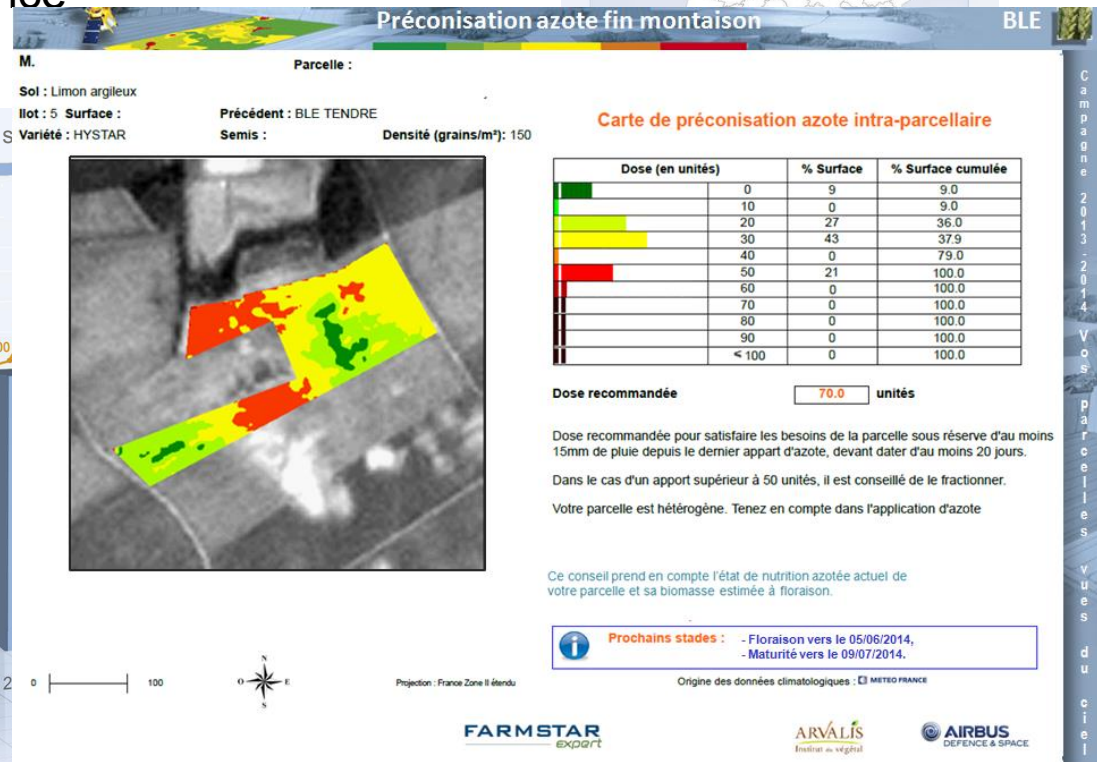 Préconisation azote fin montaison
BLE
M.
Parcelle :
Sol : Limon argileux
Ilot : 5 Surface :
Précédent : BLE TENDRE
Variété : HYSTAR
Semis :
Densité (grains/m²): 150
Carte de préconisation azote intra-parcellaire
Dose (en unités) % Surface % Surface cumulée
0 9 9.0
10 0 9.0
20 27 36.0
30 43 37.9
40 0 79.0
50 21 100.0
60 0 100.0
70 0 100.0
80 0 100.0
90 0 100.0
≤ 100 0 100.0
Dose recommandée 70.0 unités
Dose recommandée pour satisfaire les besoins de la parcelle sous réserve d'au moins
15mm de pluie depuis le dernier appart d'azote, devant dater d'au moins 20 jours.
Dans le cas d'un apport supérieur à 50 unités, il est conseillé de le fractionner.
Votre parcelle est hétérogène. Tenez en compte dans l'application d'azote
Ce conseil prend en compte l'état de nutrition azotée actuel de
votre parcelle et sa biomasse estimée à floraison.
Prochains stades :
- Floraison vers le 05/06/2014,
- Maturité vers le 09/07/2014.
0 100
N
O E
S
Projection : France Zone II étendu
Origine des données climatologiques : METEO FRANCE
FARMSTAR
expert
ARVALIS
Institut du végétal
AIRBUS
DEFENCE & SPACE
Campagne 2013-2014 Vos parcelles vues du ciel